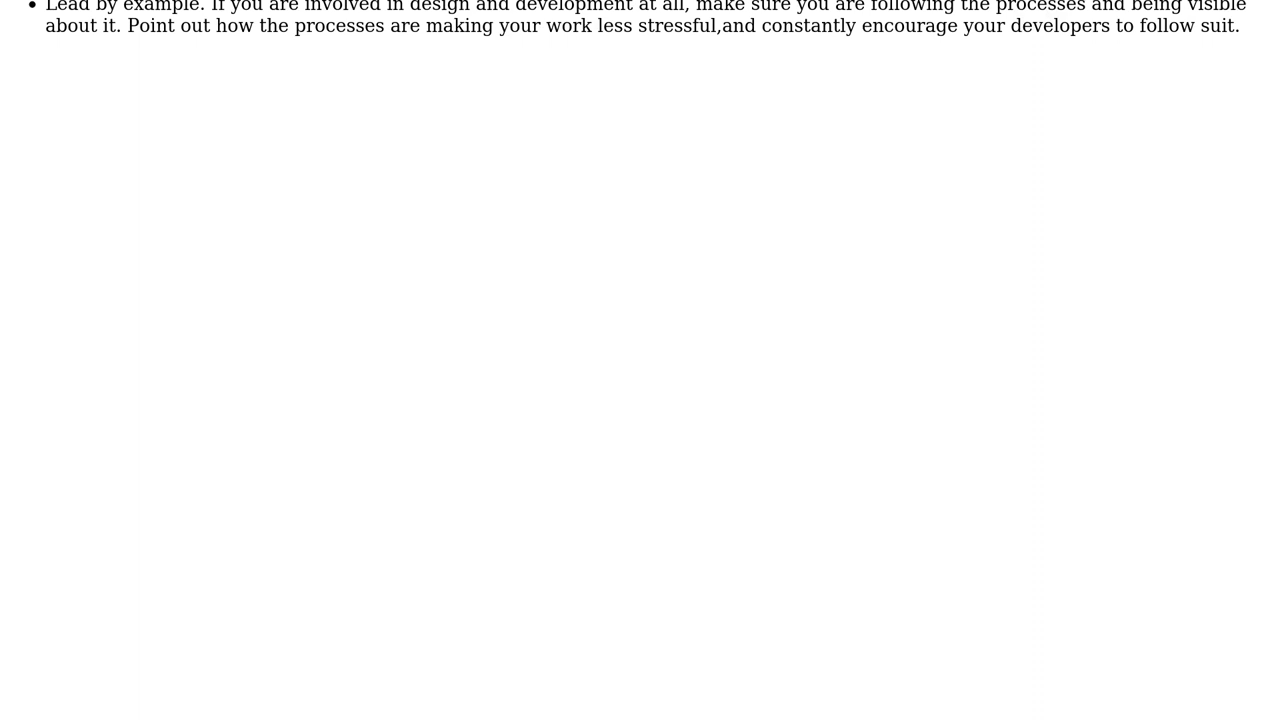 • Lead by example. If you are involved in design and development at all, make sure you are following the processes and being visible
about it. Point out how the processes are making your work less stressful,and constantly encourage your developers to follow suit.